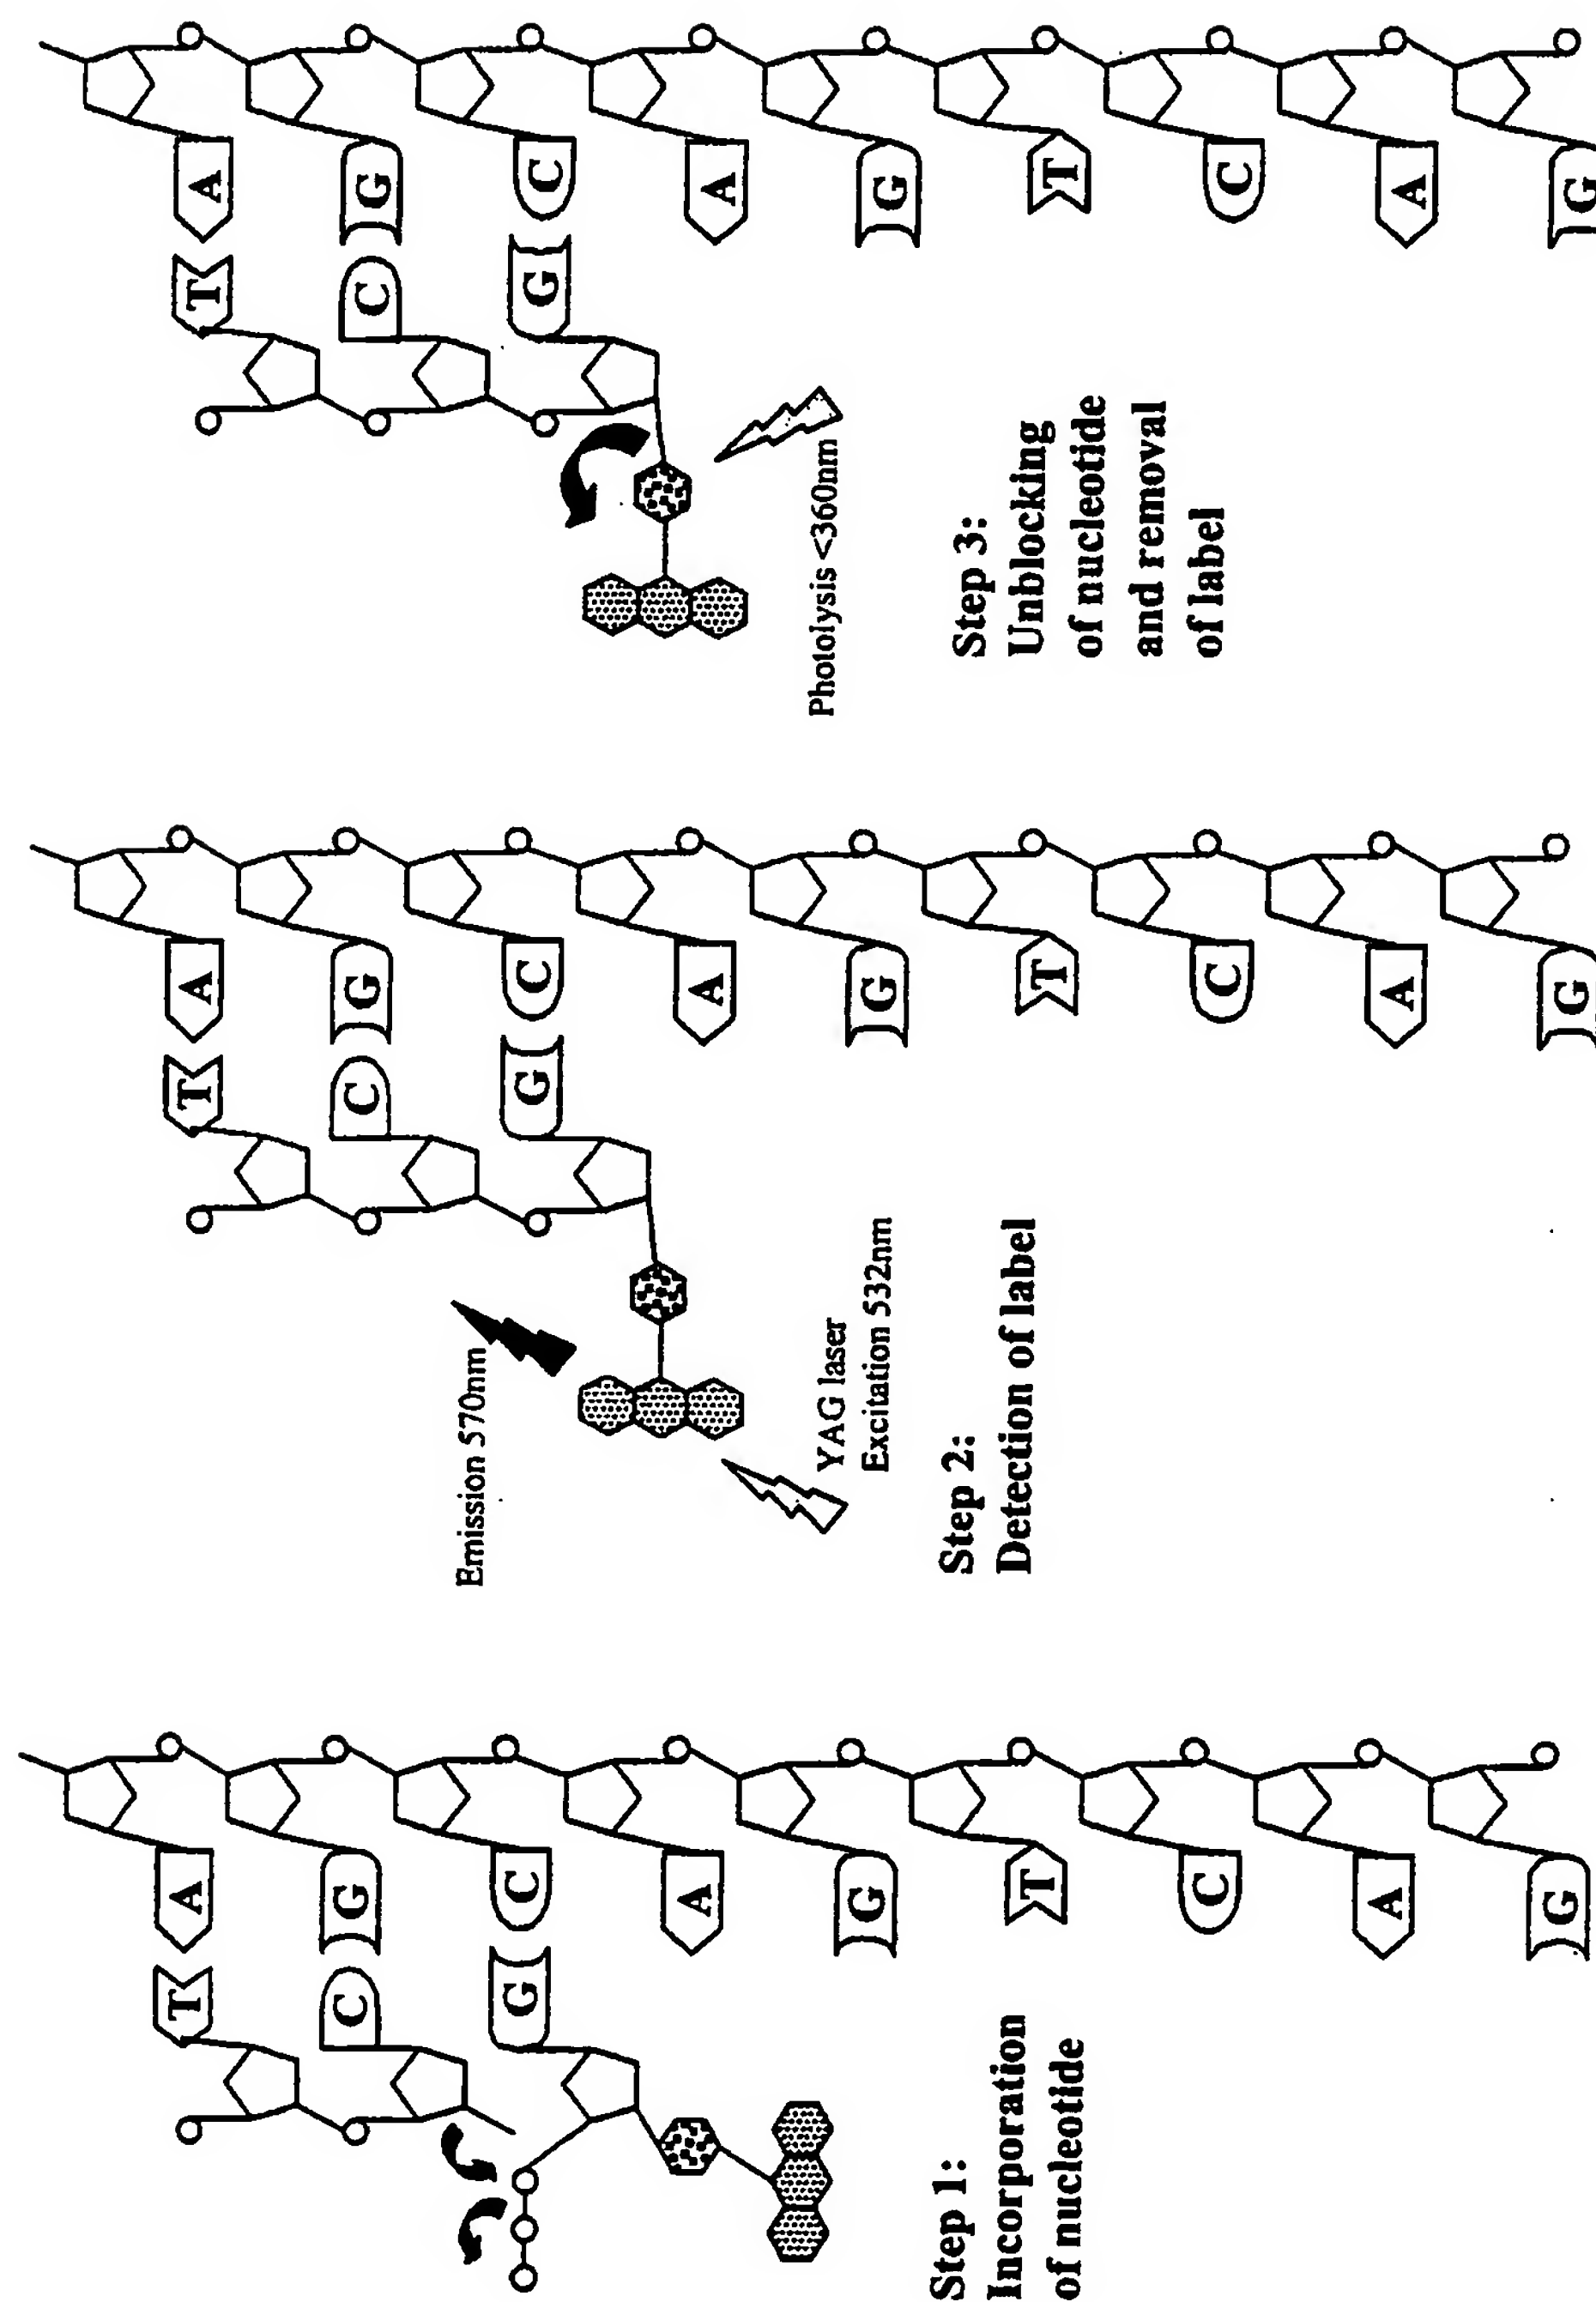 T A
C G
G C
A
G
T
C
A
G
Step 1:
Incorporation
of nucleotide
T A
C G
G C
A
G
T
C
A
G
Emission 570nm
YAG laser
Excitation 532nm
Step 2:
Detection of label
T A
C G
G C
A
G
T
C
A
G
Photolysis <360nm
Step 3:
Unblocking
of nucleotide
and removal
of label